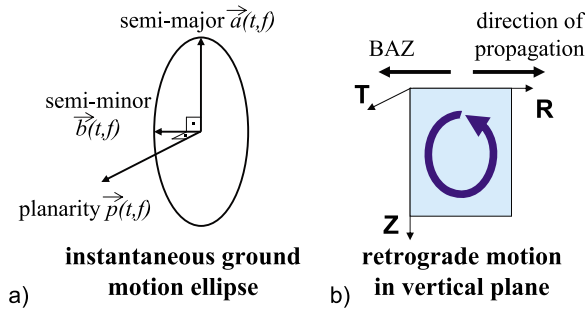 semi-major a(t,f)
semi-minor
b(t,f)
planarity p(t,f)
instantaneous ground
motion ellipse
a)
direction of
propagation
BAZ
T
R
Z
retrograde motion
in vertical plane
b)